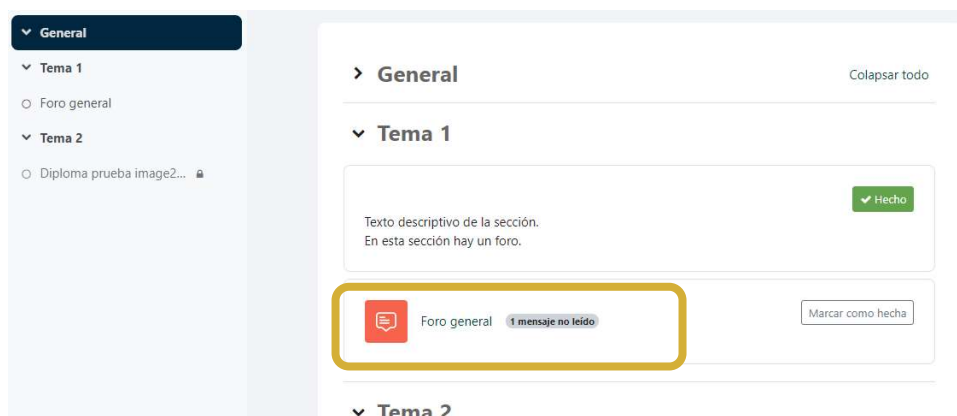 General
Tema 1
Foro general
Tema 2
Diploma prueba image2...
General
Colapsar todo
Tema 1
Hecho
Texto descriptivo de la sección.
En esta sección hay un foro.
Foro general 1 mensaje no leído
Marcar como hecha
Tema 2